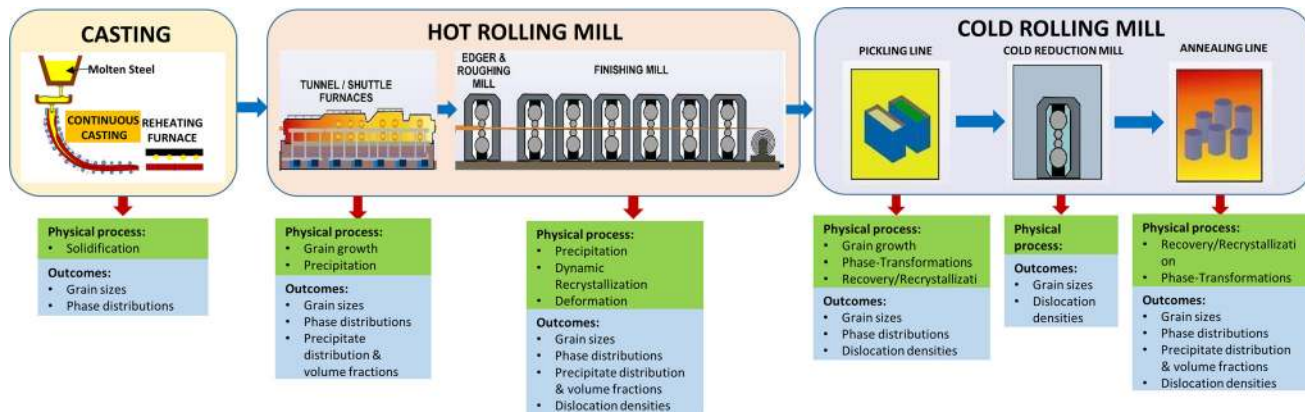 CASTING
Molten Steel
CONTINUOUS
CASTING
REHEATING
FURNACE
HOT ROLLING MILL
TUNNEL / SHUTTLE
FURNACES
EDGER &
ROUGHING
MILL
FINISHING MILL
COLD ROLLING MILL
PICKLING LINE
COLD REDUCTION MILL
ANNEALING LINE
Physical process:
• Solidification
Outcomes:
• Grain sizes
• Phase distributions
Physical process:
• Grain growth
• Precipitation
Outcomes:
• Grain sizes
• Phase distributions
• Precipitate
distribution &
volume fractions
Physical process:
• Precipitation
• Dynamic
Recrystallization
• Deformation
Outcomes:
• Grain sizes
• Phase distributions
• Precipitate distribution
& volume fractions
• Dislocation densities
Physical process:
• Grain growth
• Phase-Transformations
• Recovery/Recrystallizati
Outcomes:
• Grain sizes
• Phase distributions
• Dislocation densities
Physical
process:
Outcomes:
• Grain sizes
• Dislocation
densities
Physical process:
• Recovery/Recrystallizati
on
• Phase-Transformations
Outcomes:
• Grain sizes
• Phase distributions
• Precipitate distribution
& volume fractions
• Dislocation densities